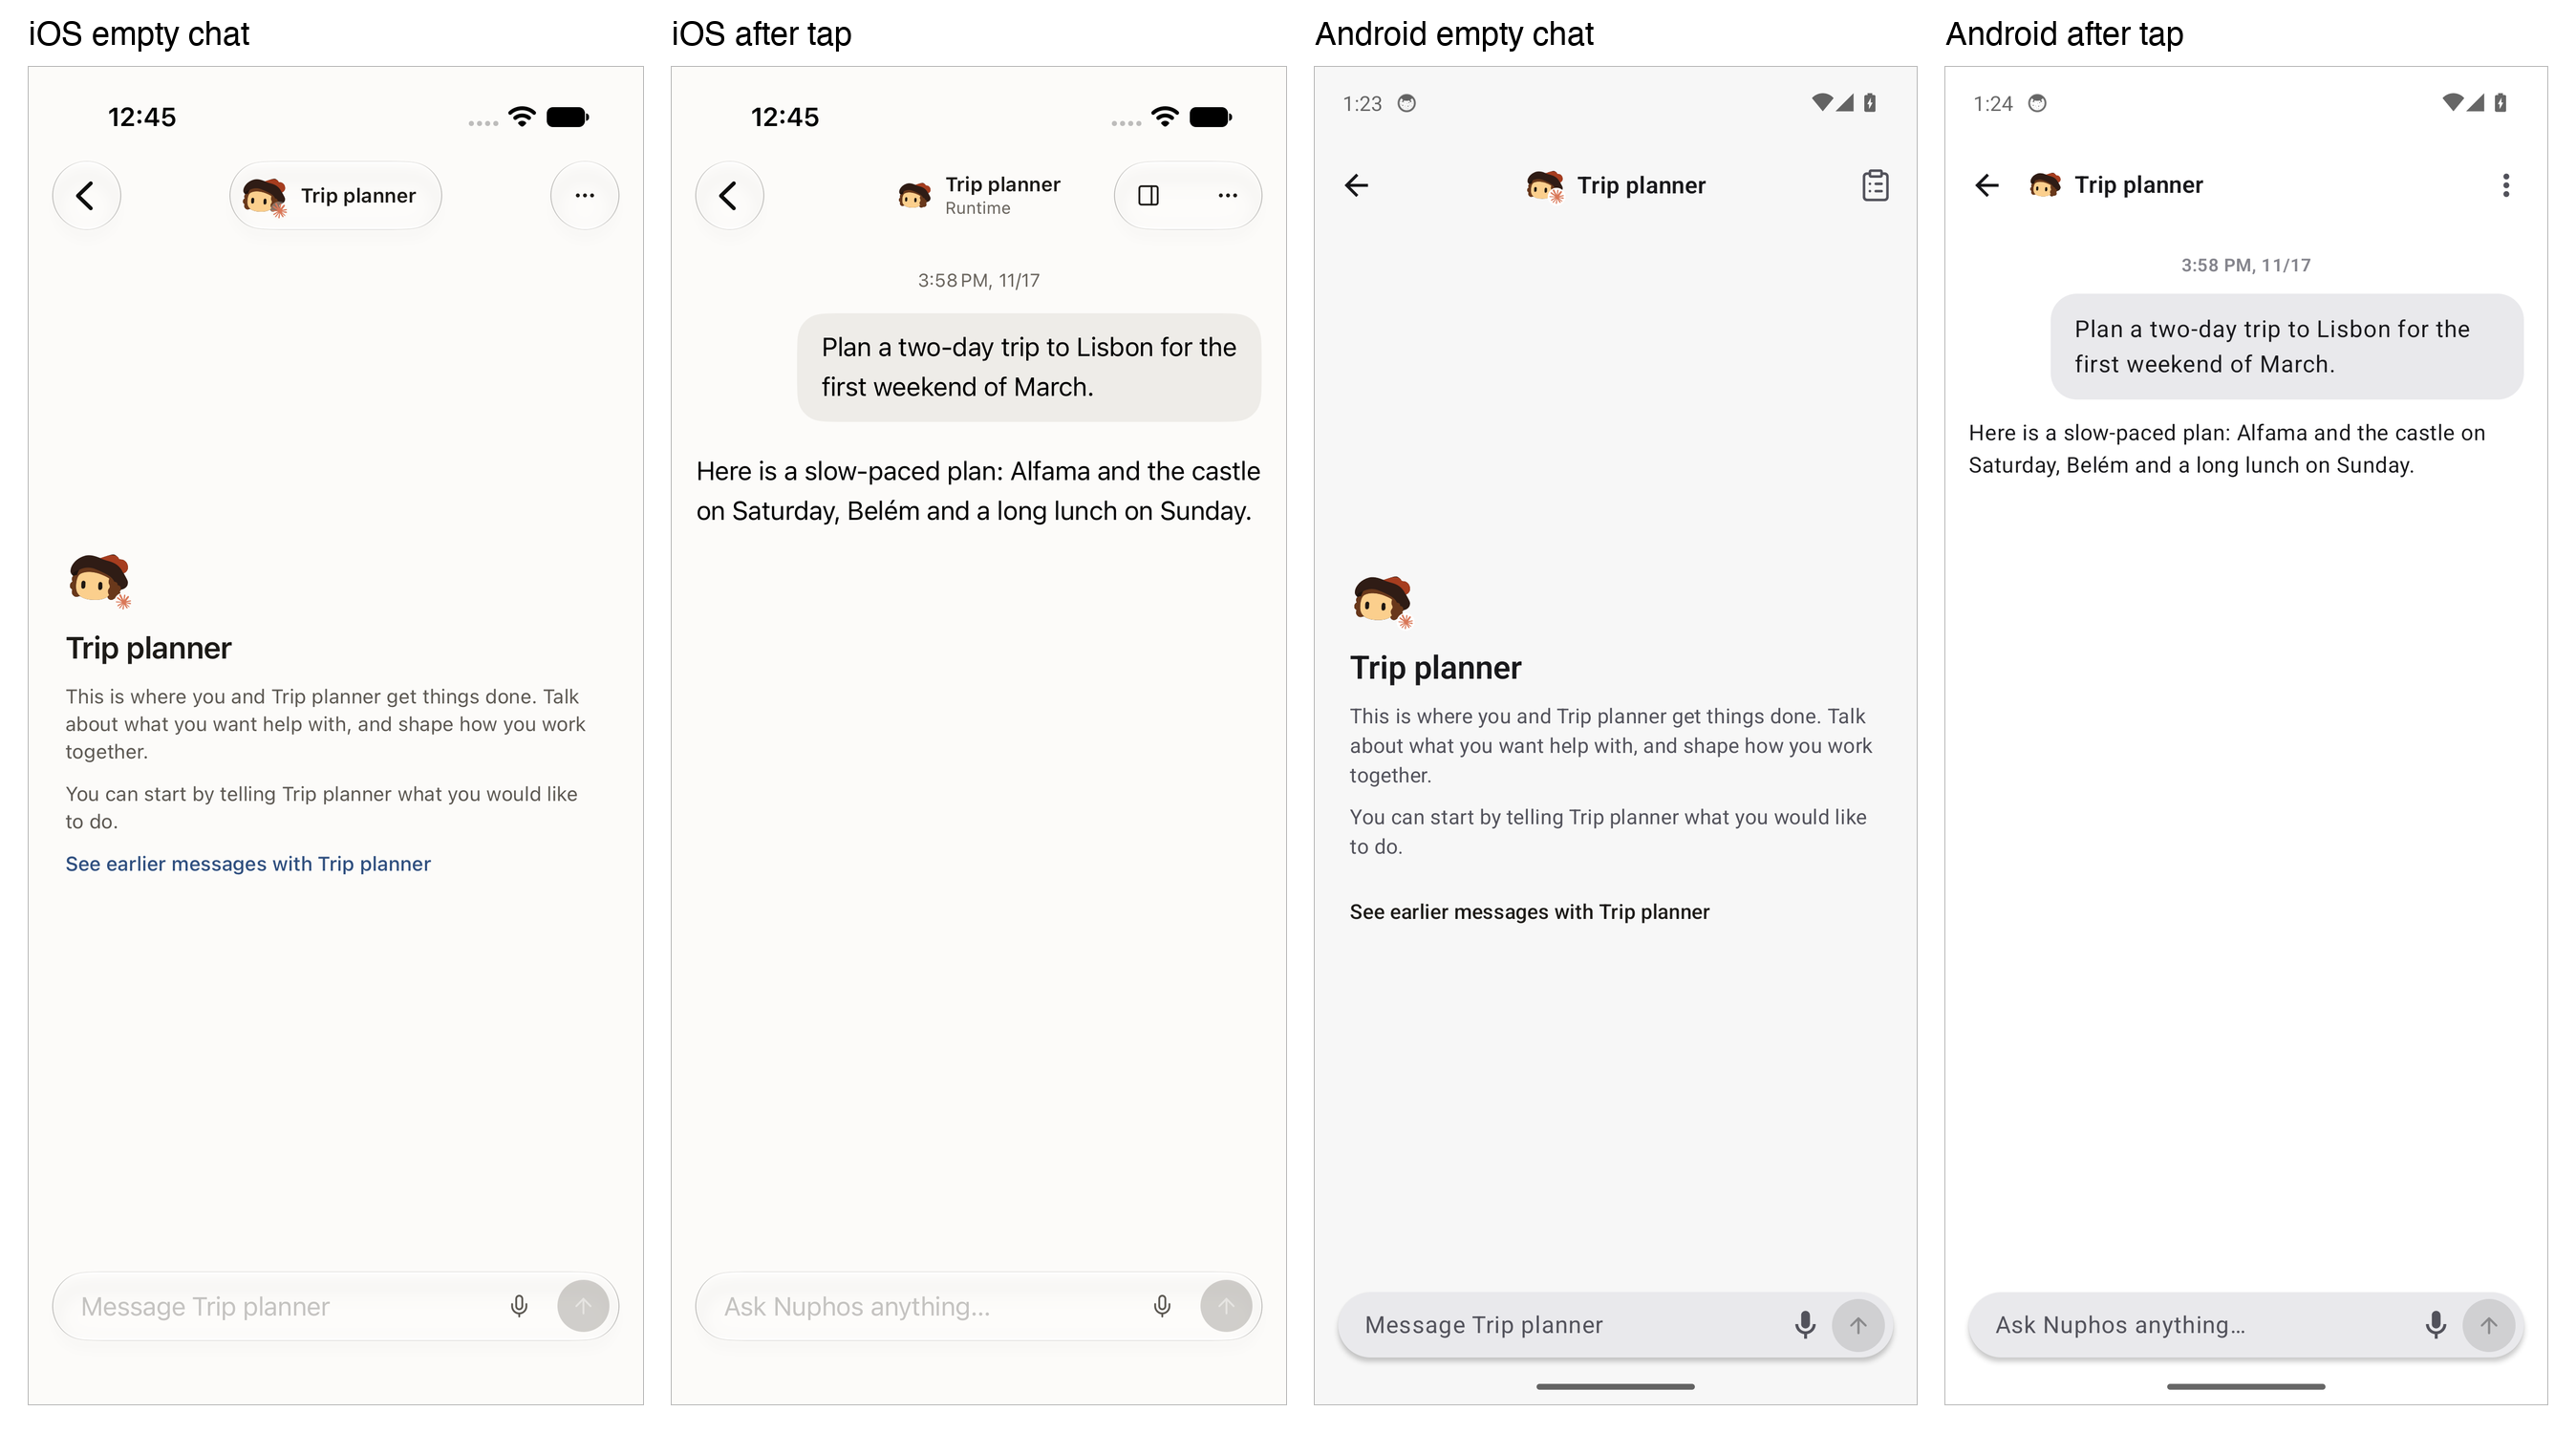 iOS empty chat
12:45
Trip planner
Trip planner
This is where you and Trip planner get things done. Talk
about what you want help with, and shape how you work
together.
You can start by telling Trip planner what you would like
to do.
See earlier messages with Trip planner
Message Trip planner
iOS after tap
12:45
Trip planner
Runtime
3:58 PM, 11/17
Plan a two-day trip to Lisbon for the
first weekend of March.
Here is a slow-paced plan: Alfama and the castle
on Saturday, Belém and a long lunch on Sunday.
Ask Nuphos anything...
Android empty chat
1:23
Trip planner
Trip planner
This is where you and Trip planner get things done. Talk
about what you want help with, and shape how you work
together.
You can start by telling Trip planner what you would like
to do.
See earlier messages with Trip planner
Message Trip planner
Android after tap
1:24
Trip planner
3:58 PM, 11/17
Plan a two-day trip to Lisbon for the
first weekend of March.
Here is a slow-paced plan: Alfama and the castle on
Saturday, Belém and a long lunch on Sunday.
Ask Nuphos anything...